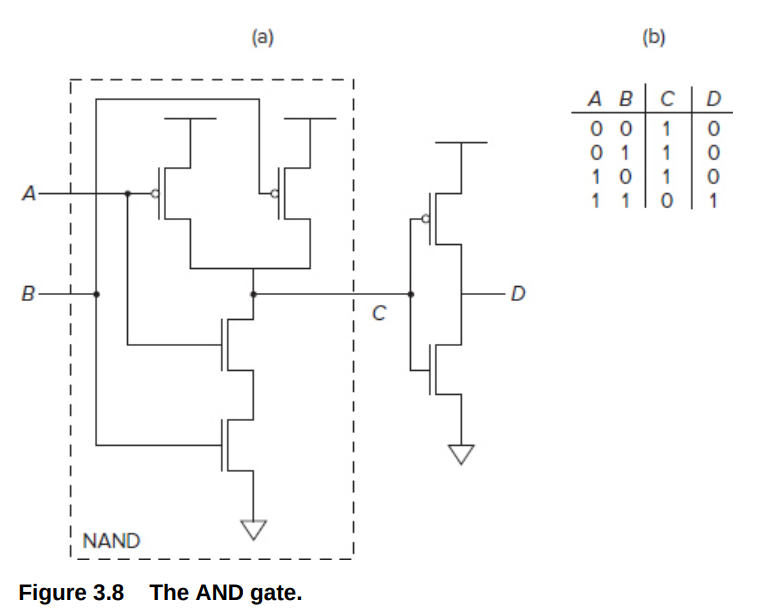 (a)
(b)
A B C D
0 0 1 0
0 1 1 0
1 0 1 0
1 1 0 1
A
B
C
D
NAND
Figure 3.8 The AND gate.